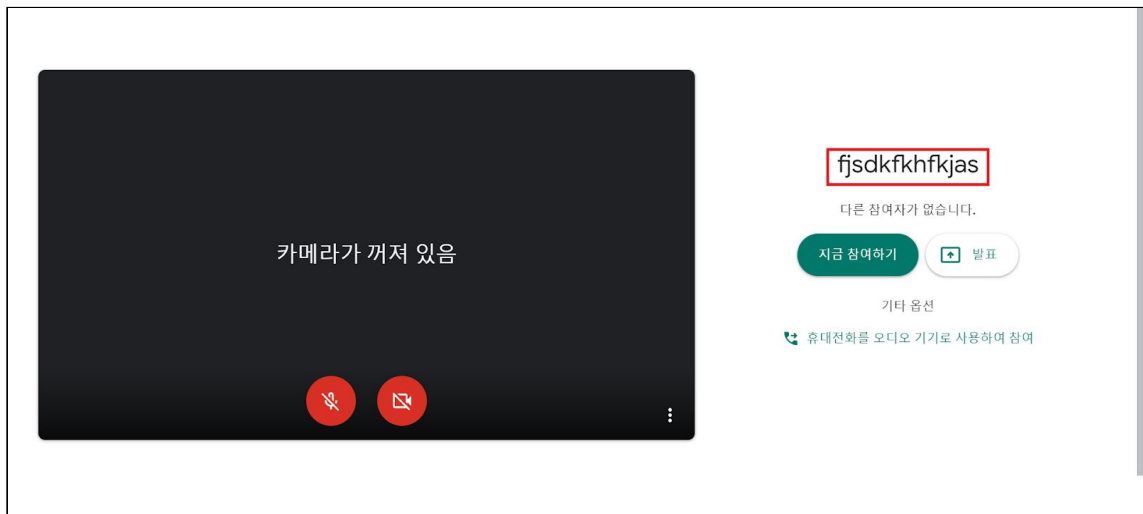 카메라가 꺼져 있음
fjsdkfkhfkjas
다른 참여자가 없습니다.
지금 참여하기
발표
기타 옵션
휴대전화를 오디오 기기로 사용하여 참여